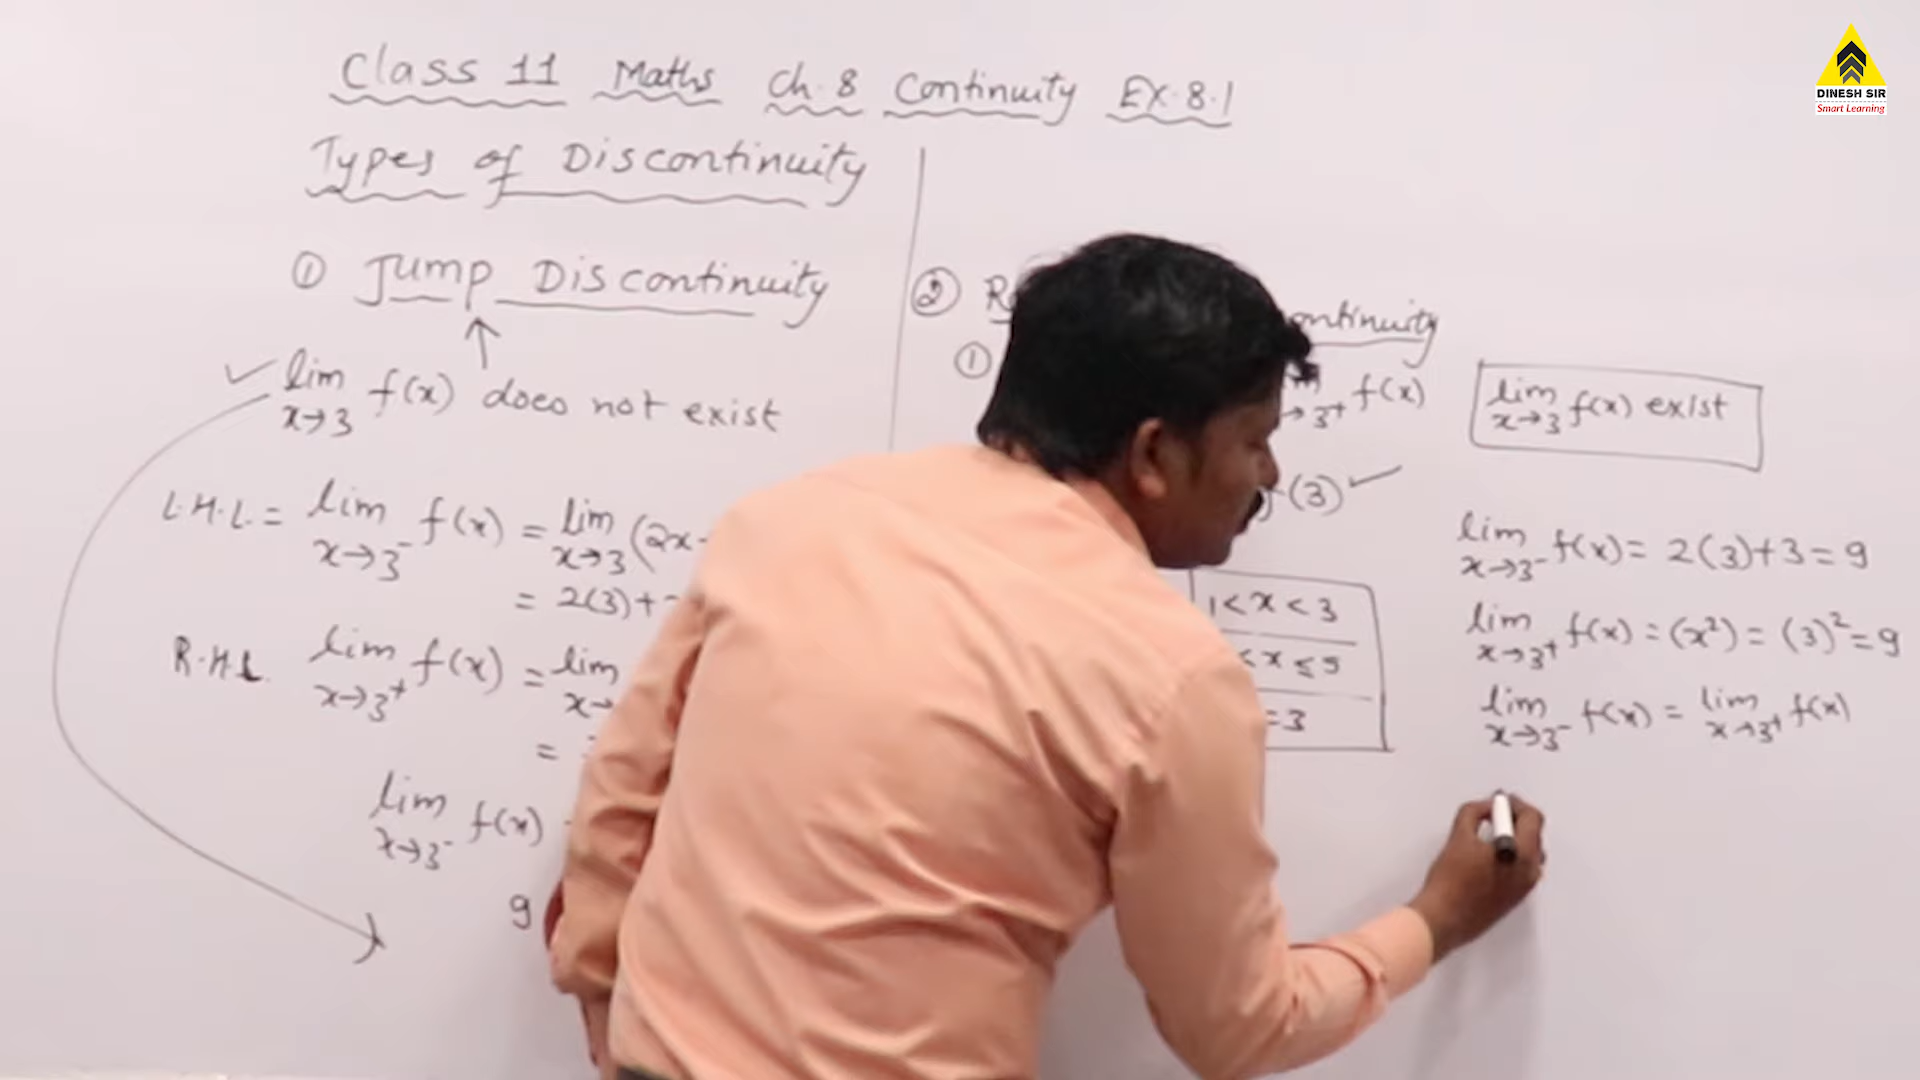 Class 11 Maths Ch. 8 Continuity Ex. 8.1
Types of Discontinuity
① Jump Discontinuity
↑
✓ lim x→3 f(x) does not exist
L.H.L. = lim x→3⁻ f(x) = lim x→3 (2x
= 2(3)+
R.H.L. lim x→3⁺ f(x) = lim
=
lim x→3⁻ f(x)
9
②
①
f(x)
(3) ✓
1<x<3
<x≤5
=3
lim x→3 f(x) exist
lim x→3⁻ f(x) = 2(3)+3 = 9
lim x→3⁺ f(x) = (x²) = (3)² = 9
lim x→3⁻ f(x) = lim x→3⁺ f(x)
DINESH SIR
Smart Learning